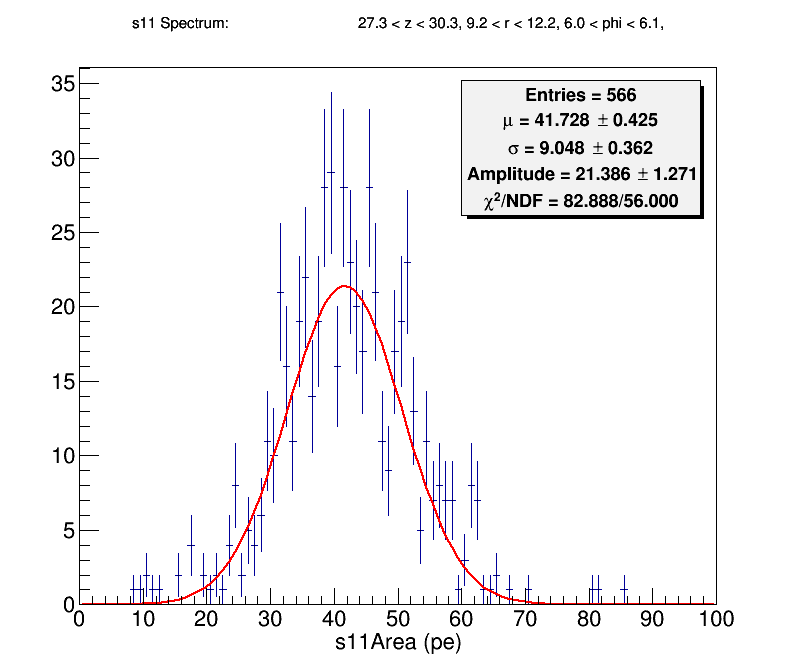 s11 Spectrum: 27.3 < z < 30.3, 9.2 < r < 12.2, 6.0 < phi < 6.1,
Entries = 566
μ = 41.728 ± 0.425
σ = 9.048 ± 0.362
Amplitude = 21.386 ± 1.271
χ²/NDF = 82.888/56.000
35
30
25
20
15
10
5
0
0 10 20 30 40 50 60 70 80 90 100
s11Area (pe)